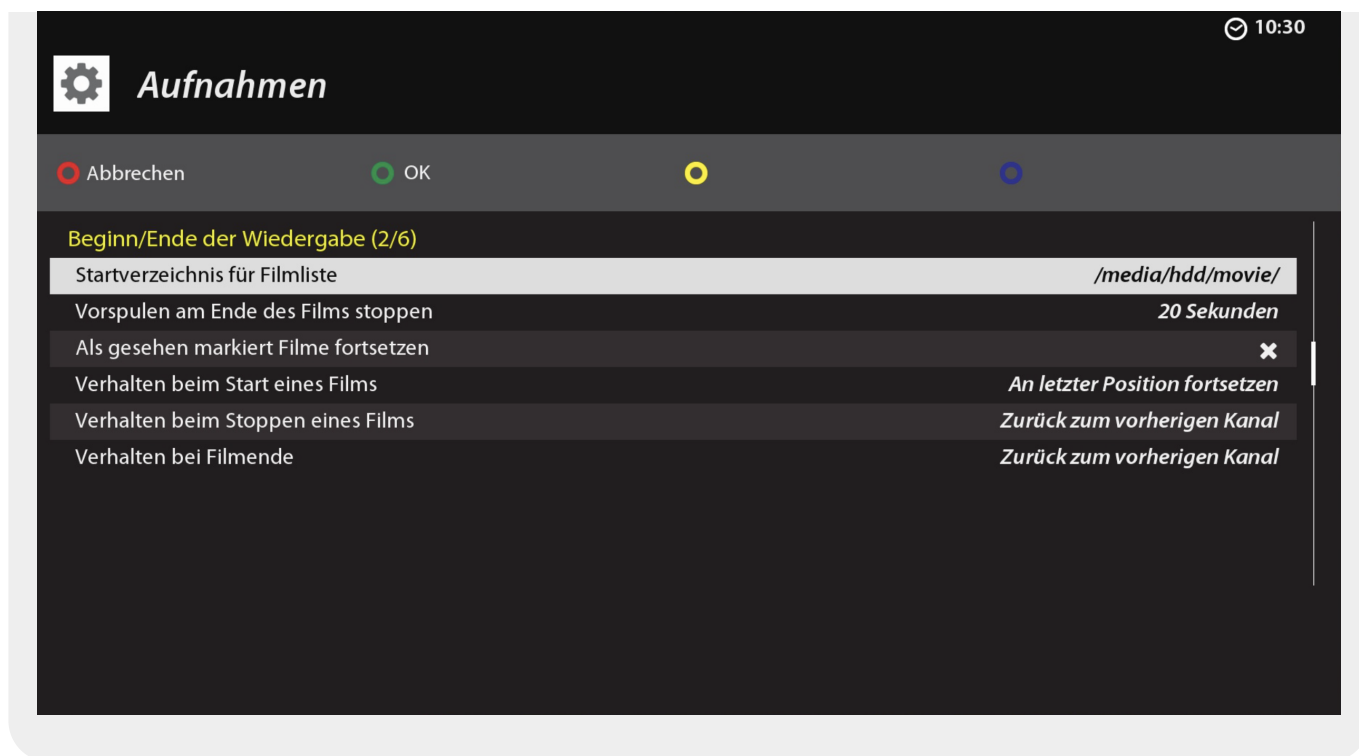 10:30
Aufnahmen
Abbrechen OK
Beginn/Ende der Wiedergabe (2/6)
Startverzeichnis für Filmliste /media/hdd/movie/
Vorspulen am Ende des Films stoppen 20 Sekunden
Als gesehen markiert Filme fortsetzen
Verhalten beim Start eines Films An letzter Position fortsetzen
Verhalten beim Stoppen eines Films Zurück zum vorherigen Kanal
Verhalten bei Filmende Zurück zum vorherigen Kanal